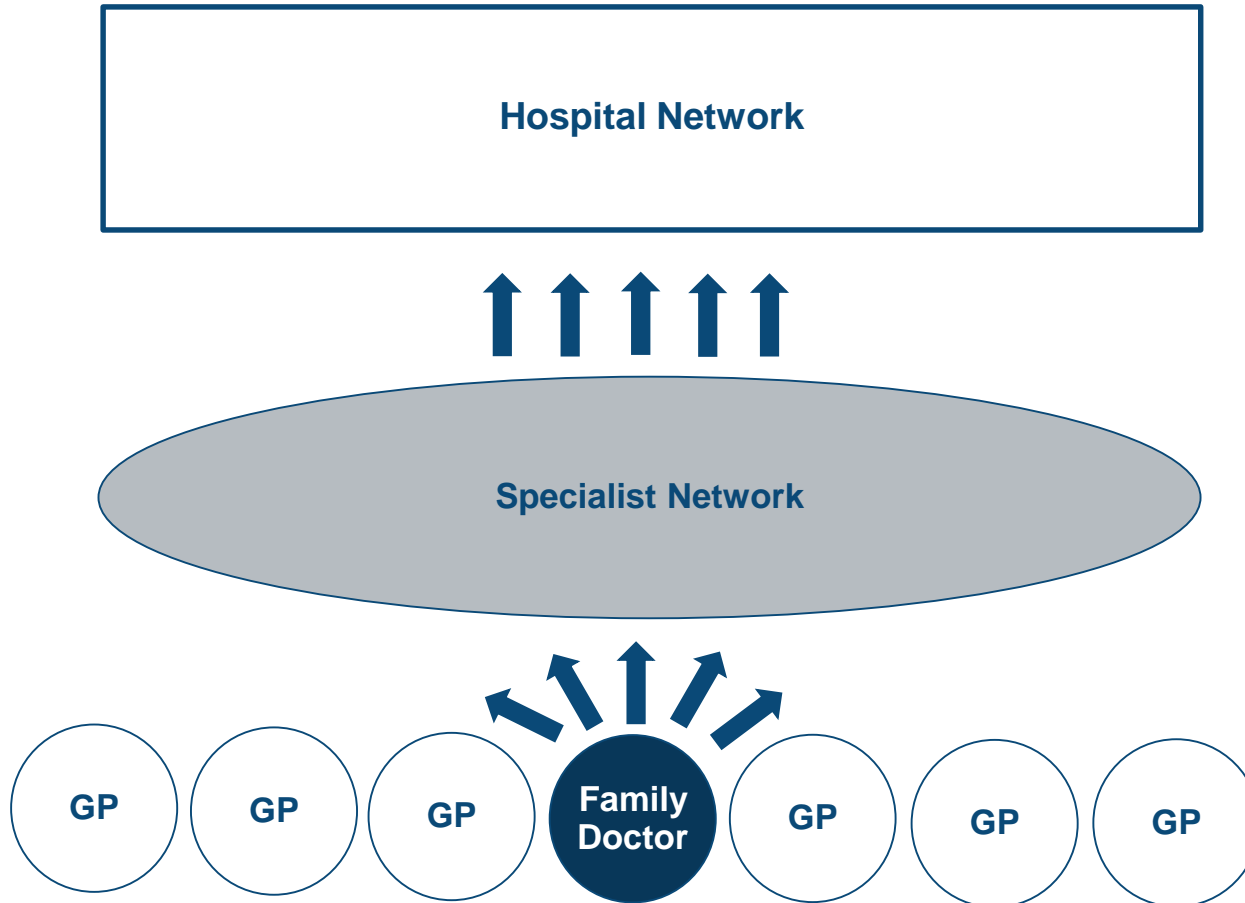 Hospital Network
Specialist Network
GP
GP
GP
Family
Doctor
GP
GP
GP